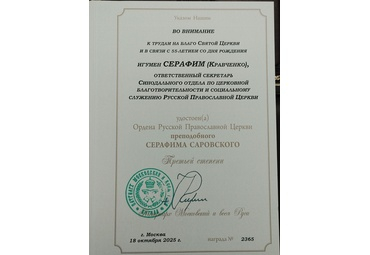 ВО ВНИМАНИЕ
К ТРУДАМ НА БЛАГО СВЯТОЙ ЦЕРКВИ
И В СВЯЗИ С 55-ЛЕТИЕМ СО ДНЯ РОЖДЕНИЯ
ИГУМЕН СЕРАФИМ (КРАВЧЕНКО),
ОТВЕТСТВЕННЫЙ СЕКРЕТАРЬ
СИНОДАЛЬНОГО ОТДЕЛА ПО ЦЕРКОВНОЙ
БЛАГОТВОРИТЕЛЬНОСТИ И СОЦИАЛЬНОМУ
СЛУЖЕНИЮ РУССКОЙ ПРАВОСЛАВНОЙ ЦЕРКВИ
удостоен(а)
Ордена Русской Православной Церкви
преподобного
СЕРАФИМА САРОВСКОГО
Третьей степени
Московский и всея Руси
г. Москва
18 октября 2025 г.
награда № 2365